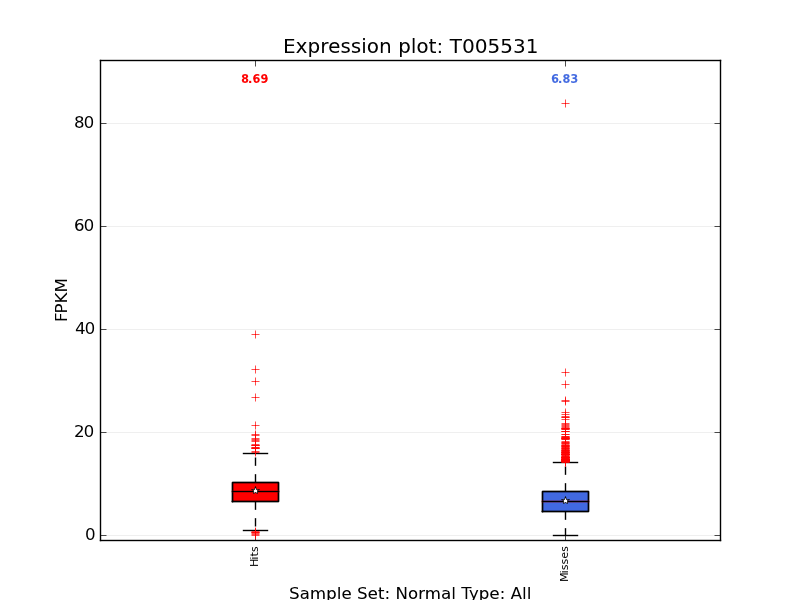 Expression plot: T005531
8.69
6.83
80
60
40
20
0
FPKM
Hits
Misses
Sample Set: Normal Type: All